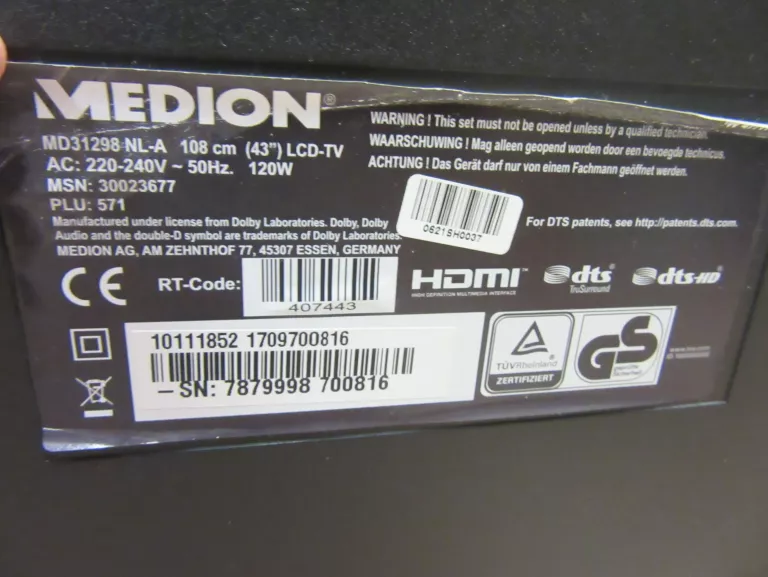 MEDION®
MD31298 NL-A 108 cm (43") LCD-TV
AC: 220-240V ~ 50Hz. 120W
MSN: 30023677
PLU: 571
Manufactured under license from Dolby Laboratories. Dolby, Dolby
Audio and the double-D symbol are trademarks of Dolby Laboratories.
MEDION AG, AM ZEHNTHOF 77, 45307 ESSEN, GERMANY
WARNING ! This set must not be opened unless by a qualified technician.
WAARSCHUWING ! Mag alleen geopend worden door een bevoegde technicus.
ACHTUNG ! Das Gerät darf nur von einem Fachmann geöffnet werden.
0621SH0037
For DTS patents, see http://patents.dts.com.
CE
RT-Code:
407443
HDMI™
HIGH DEFINITION MULTIMEDIA INTERFACE
dts
TruSurround
dts-HD
10111852 1709700816
–SN: 7879998 700816
TÜVRheinland
ZERTIFIZIERT
GS
geprüfte
Sicherheit